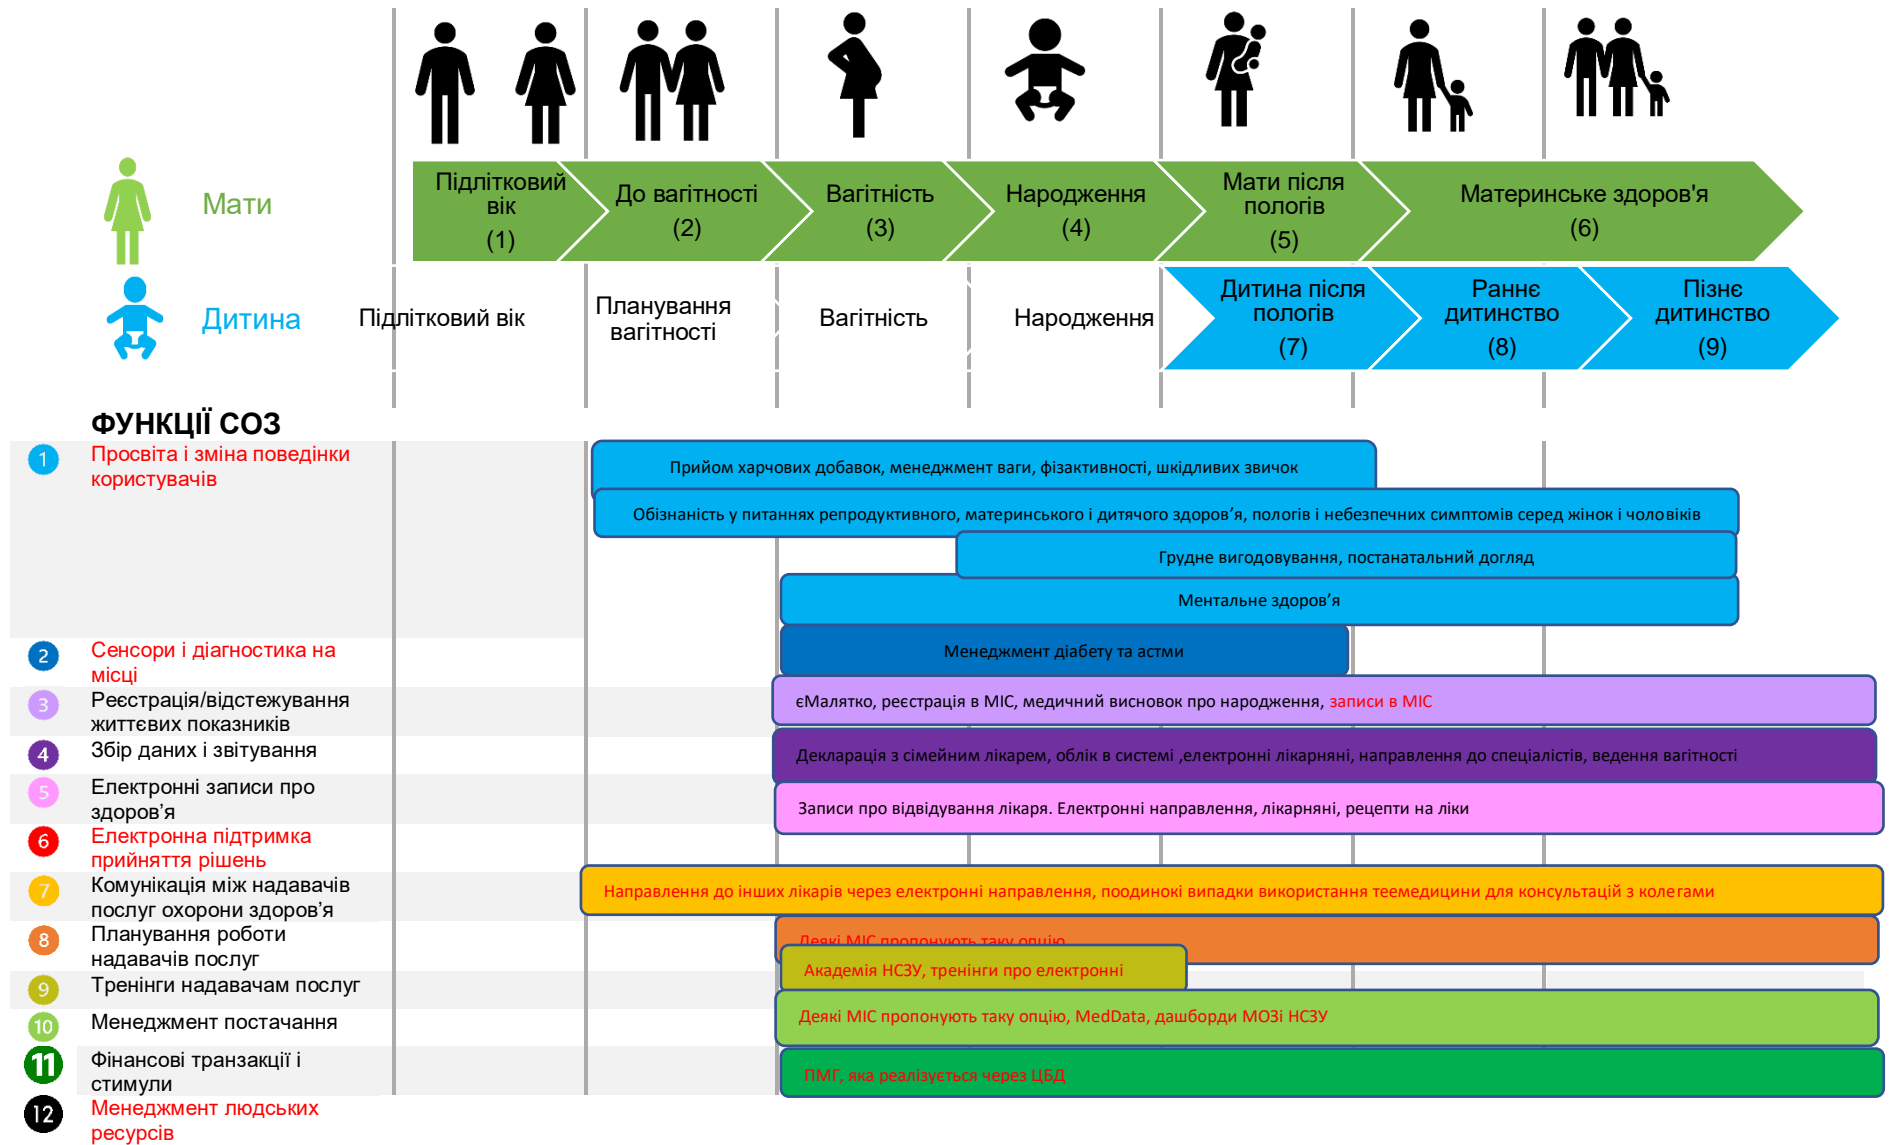 Мати
Підлітковий
вік
(1)
До вагітності
(2)
Вагітність
(3)
Народження
(4)
Мати після
пологів
(5)
Материнське здоров'я
(6)
Дитина
Підлітковий вік
Планування
вагітності
Вагітність
Народження
Дитина після
пологів
(7)
Раннє
дитинство
(8)
Пізнє
дитинство
(9)
ФУНКЦІЇ СОЗ
1
Просвіта і зміна поведінки
користувачів
Прийом харчових добавок, менеджмент ваги, фізактивності, шкідливих звичок
Обізнаність у питаннях репродуктивного, материнського і дитячого здоров’я, пологів і небезпечних симптомів серед жінок і чоловіків
Грудне вигодовування, постанатальний догляд
Ментальне здоров’я
2
Сенсори і діагностика на
місці
Менеджмент діабету та астми
3
Реєстрація/відстежування
життєвих показників
єМалятко, реєстрація в МІС, медичний висновок про народження, записи в МІС
4
Збір даних і звітування
Декларація з сімейним лікарем, облік в системі ,електронні лікарняні, направлення до спеціалістів, ведення вагітності
5
Електронні записи про
здоров’я
Записи про відвідування лікаря. Електронні направлення, лікарняні, рецепти на ліки
6
Електронна підтримка
прийняття рішень
7
Комунікація між надавачів
послуг охорони здоров’я
Направлення до інших лікарів через електронні направлення, поодинокі випадки використання теемедицини для консультацій з колегами
8
Планування роботи
надавачів послуг
Деякі МІС пропонують таку опцію
9
Тренінги надавачам послуг
Академія НСЗУ, тренінги про електронні
10
Менеджмент постачання
Деякі МІС пропонують таку опцію, MedData, дашборди МОЗі НСЗУ
11
Фінансові транзакції і
стимули
ПМГ, яка реалізується через ЦБД
12
Менеджмент людських
ресурсів